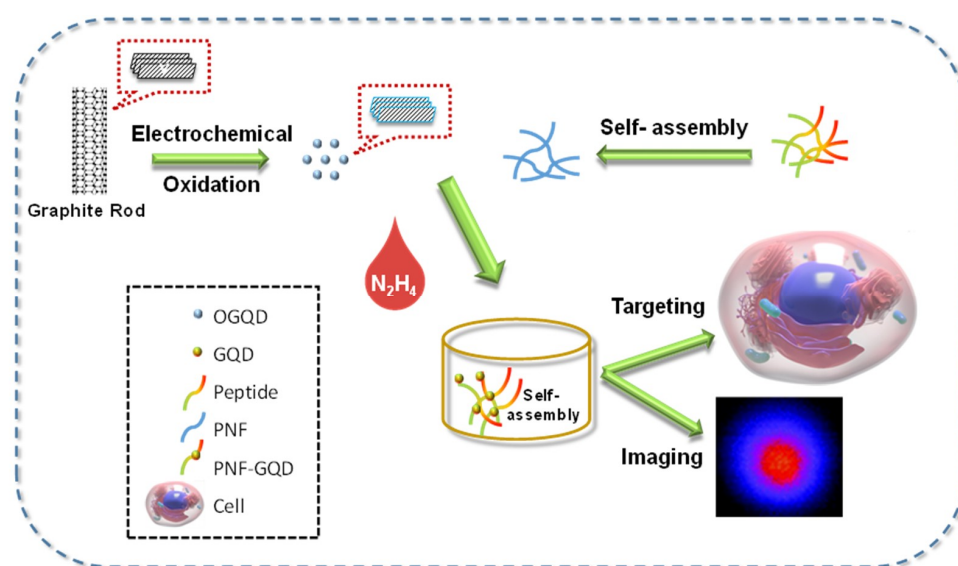 Electrochemical
Oxidation
Graphite Rod
Self- assembly
N₂H₄
Targeting
Self-
assembly
Imaging
OGQD
GQD
Peptide
PNF
PNF-GQD
Cell